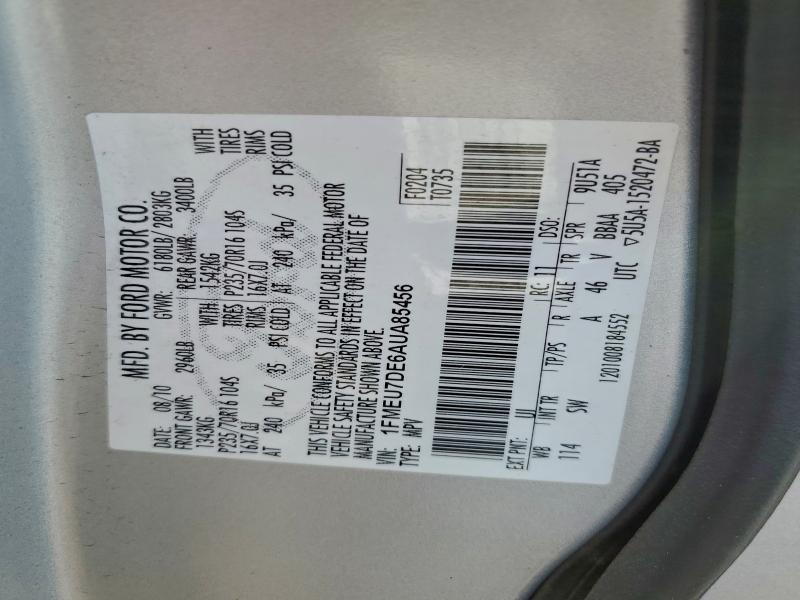 MFD. BY FORD MOTOR CO.
DATE: 08/10 GVWR: 6180LB/2803KG
FRONT GAWR: 2960LB REAR GAWR: 3400LB
1343KG WITH 1542KG WITH
P235/70R16 104S TIRES P235/70R16 104S TIRES
16X7.0J RIMS 16X7.0J RIMS
AT 240 kPa/ 35 PSI COLD AT 240 kPa/ 35 PSI COLD
THIS VEHICLE CONFORMS TO ALL APPLICABLE FEDERAL MOTOR
VEHICLE SAFETY STANDARDS IN EFFECT ON THE DATE OF
MANUFACTURE SHOWN ABOVE.
VIN: 1FMEU7DE6AUA85456
TYPE: MPV
F0204
T0735
EXT PNT: UJ RC: 11 DSO:
WB INT TR TP/PS R AXLE TR SPR 9U5TA
114 SW A 46 V BBAA 405
12010081 84552 UTC ▽5U5A-1520472-BA